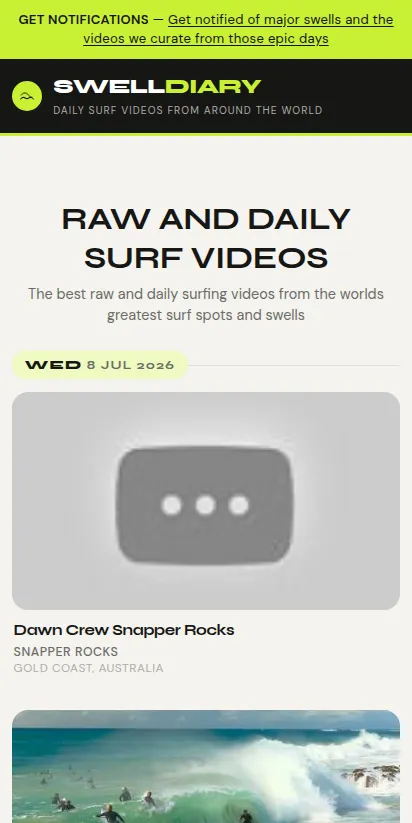 GET NOTIFICATIONS — Get notified of major swells and the
videos we curate from those epic days
SWELLDIARY
DAILY SURF VIDEOS FROM AROUND THE WORLD
RAW AND DAILY
SURF VIDEOS
The best raw and daily surfing videos from the worlds
greatest surf spots and swells
WED 8 JUL 2026
Dawn Crew Snapper Rocks
SNAPPER ROCKS
GOLD COAST, AUSTRALIA